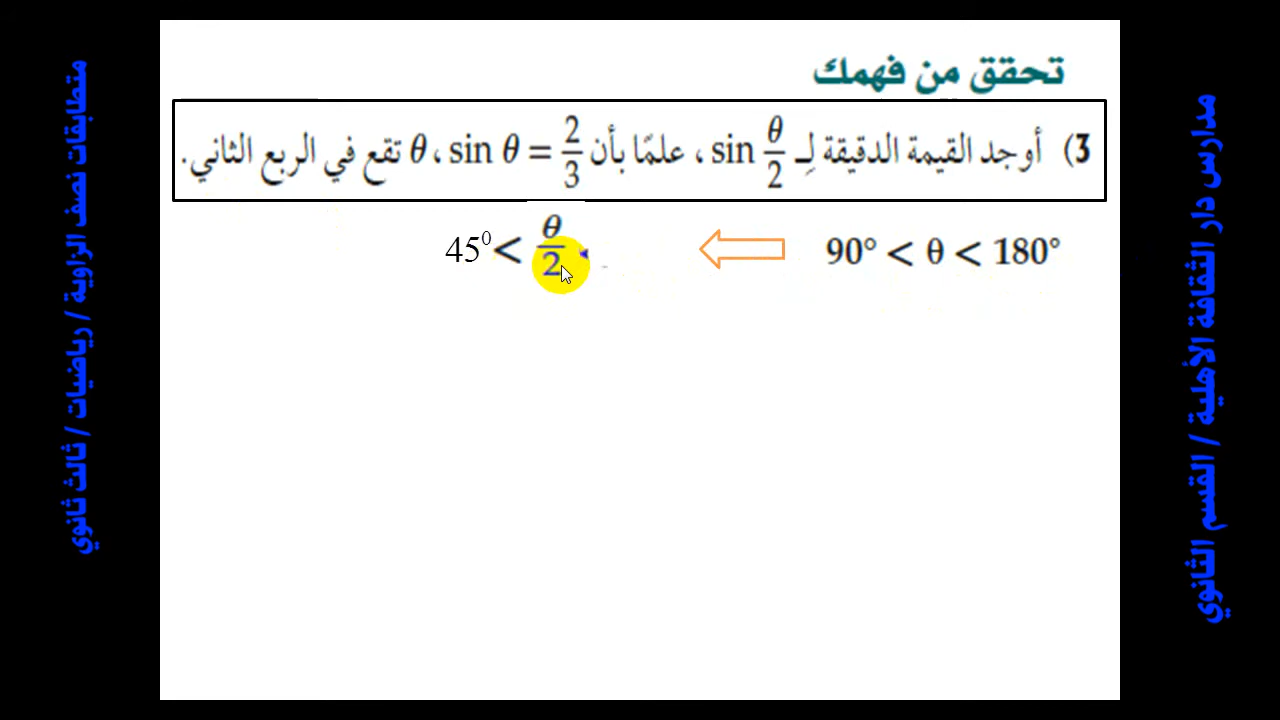 تحقق من فهمك
3) أوجد القيمة الدقيقة لِـ sin θ/2 ، علمًا بأن sin θ = 2/3 ، θ تقع في الربع الثاني.
90° < θ < 180°
45⁰ < θ/2
مدارس دار الثقافة الأهلية / القسم الثانوي
متطابقات نصف الزاوية / رياضيات / ثالث ثانوي